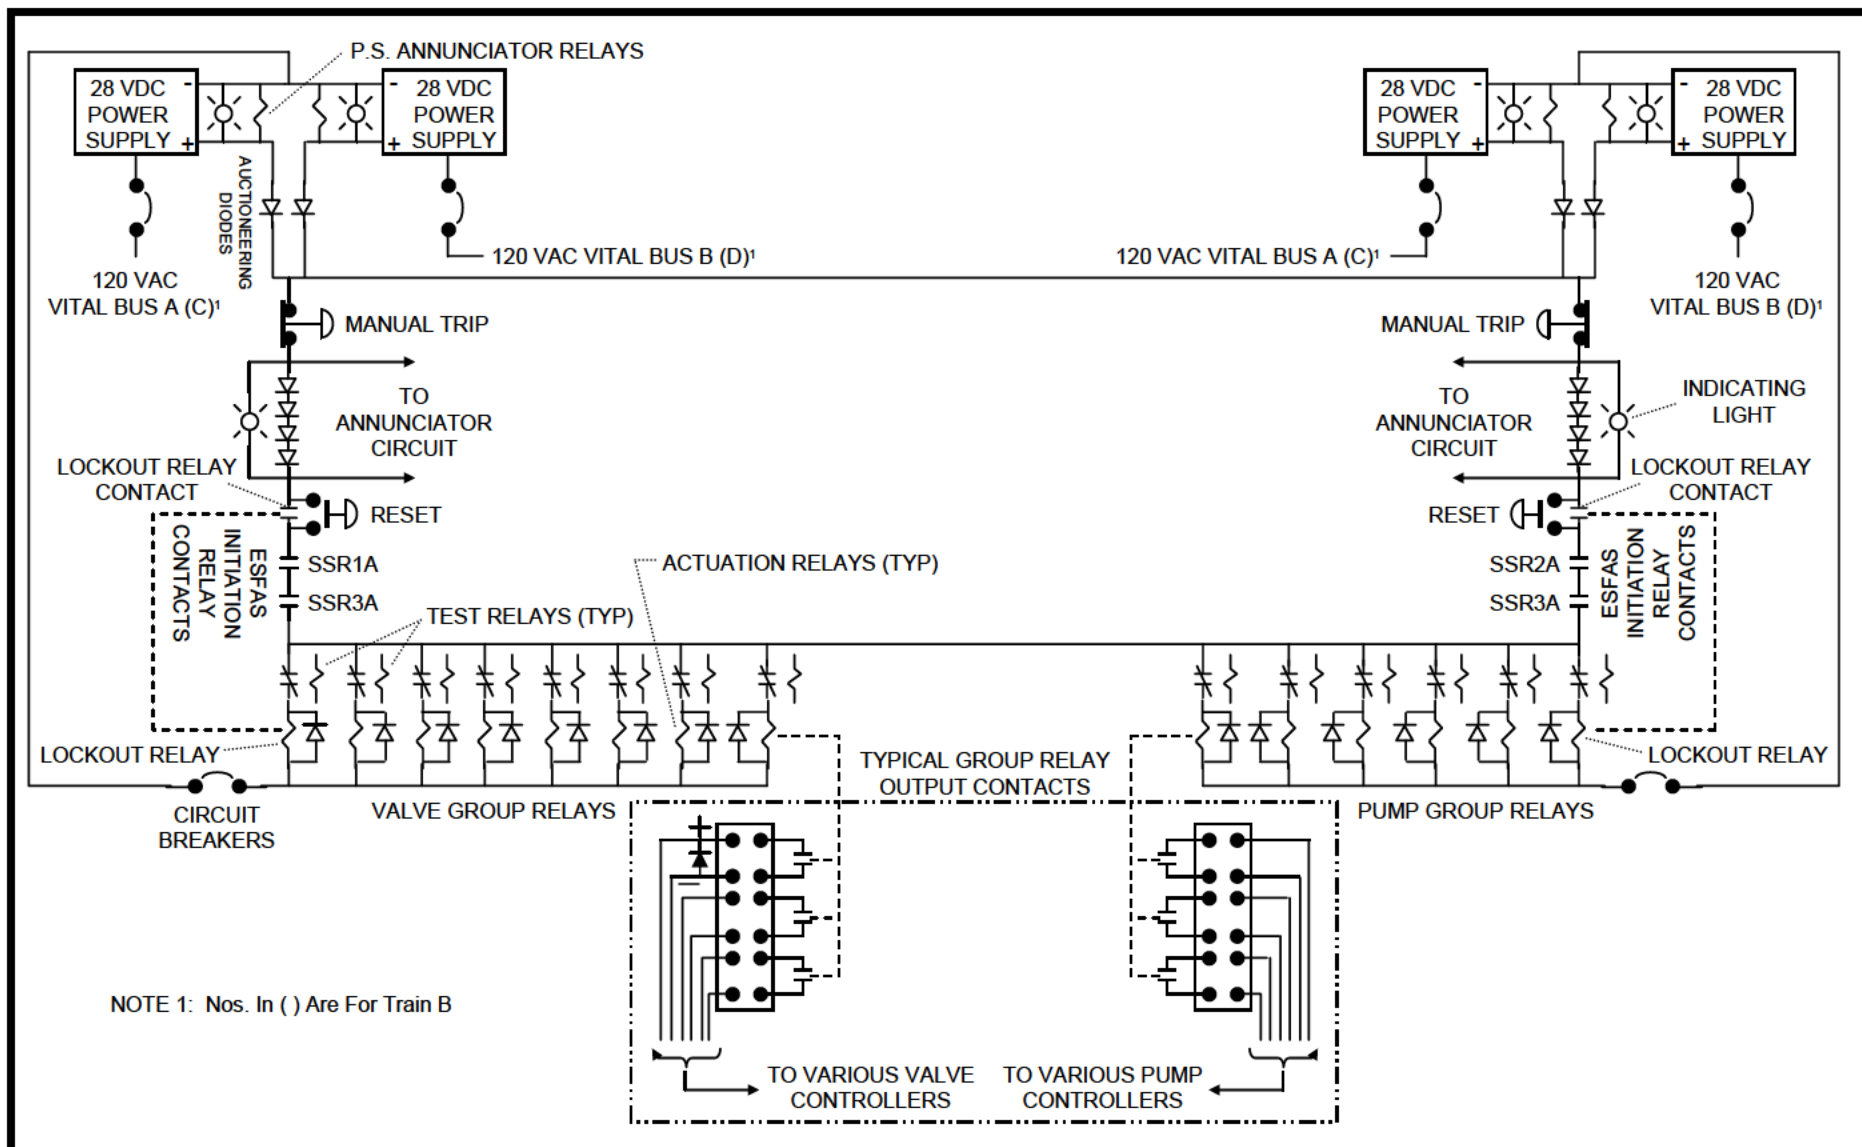 P.S. ANNUNCIATOR RELAYS
28 VDC
POWER
SUPPLY
-
+
28 VDC
POWER
SUPPLY
-
+
28 VDC
POWER
SUPPLY
-
+
28 VDC
POWER
SUPPLY
-
+
AUCTIONEERING
DIODES
120 VAC
VITAL BUS A (C)¹
120 VAC VITAL BUS B (D)¹
120 VAC VITAL BUS A (C)¹
120 VAC
VITAL BUS B (D)¹
MANUAL TRIP
MANUAL TRIP
TO
ANNUNCIATOR
CIRCUIT
TO
ANNUNCIATOR
CIRCUIT
INDICATING
LIGHT
LOCKOUT RELAY
CONTACT
RESET
RESET
LOCKOUT RELAY
CONTACT
ESFAS
INITIATION
RELAY
CONTACTS
SSR1A
SSR3A
ACTUATION RELAYS (TYP)
TEST RELAYS (TYP)
SSR2A
SSR3A
ESFAS
INITIATION
RELAY
CONTACTS
LOCKOUT RELAY
TYPICAL GROUP RELAY
OUTPUT CONTACTS
LOCKOUT RELAY
CIRCUIT
BREAKERS
VALVE GROUP RELAYS
PUMP GROUP RELAYS
NOTE 1: Nos. In ( ) Are For Train B
TO VARIOUS VALVE
CONTROLLERS
TO VARIOUS PUMP
CONTROLLERS